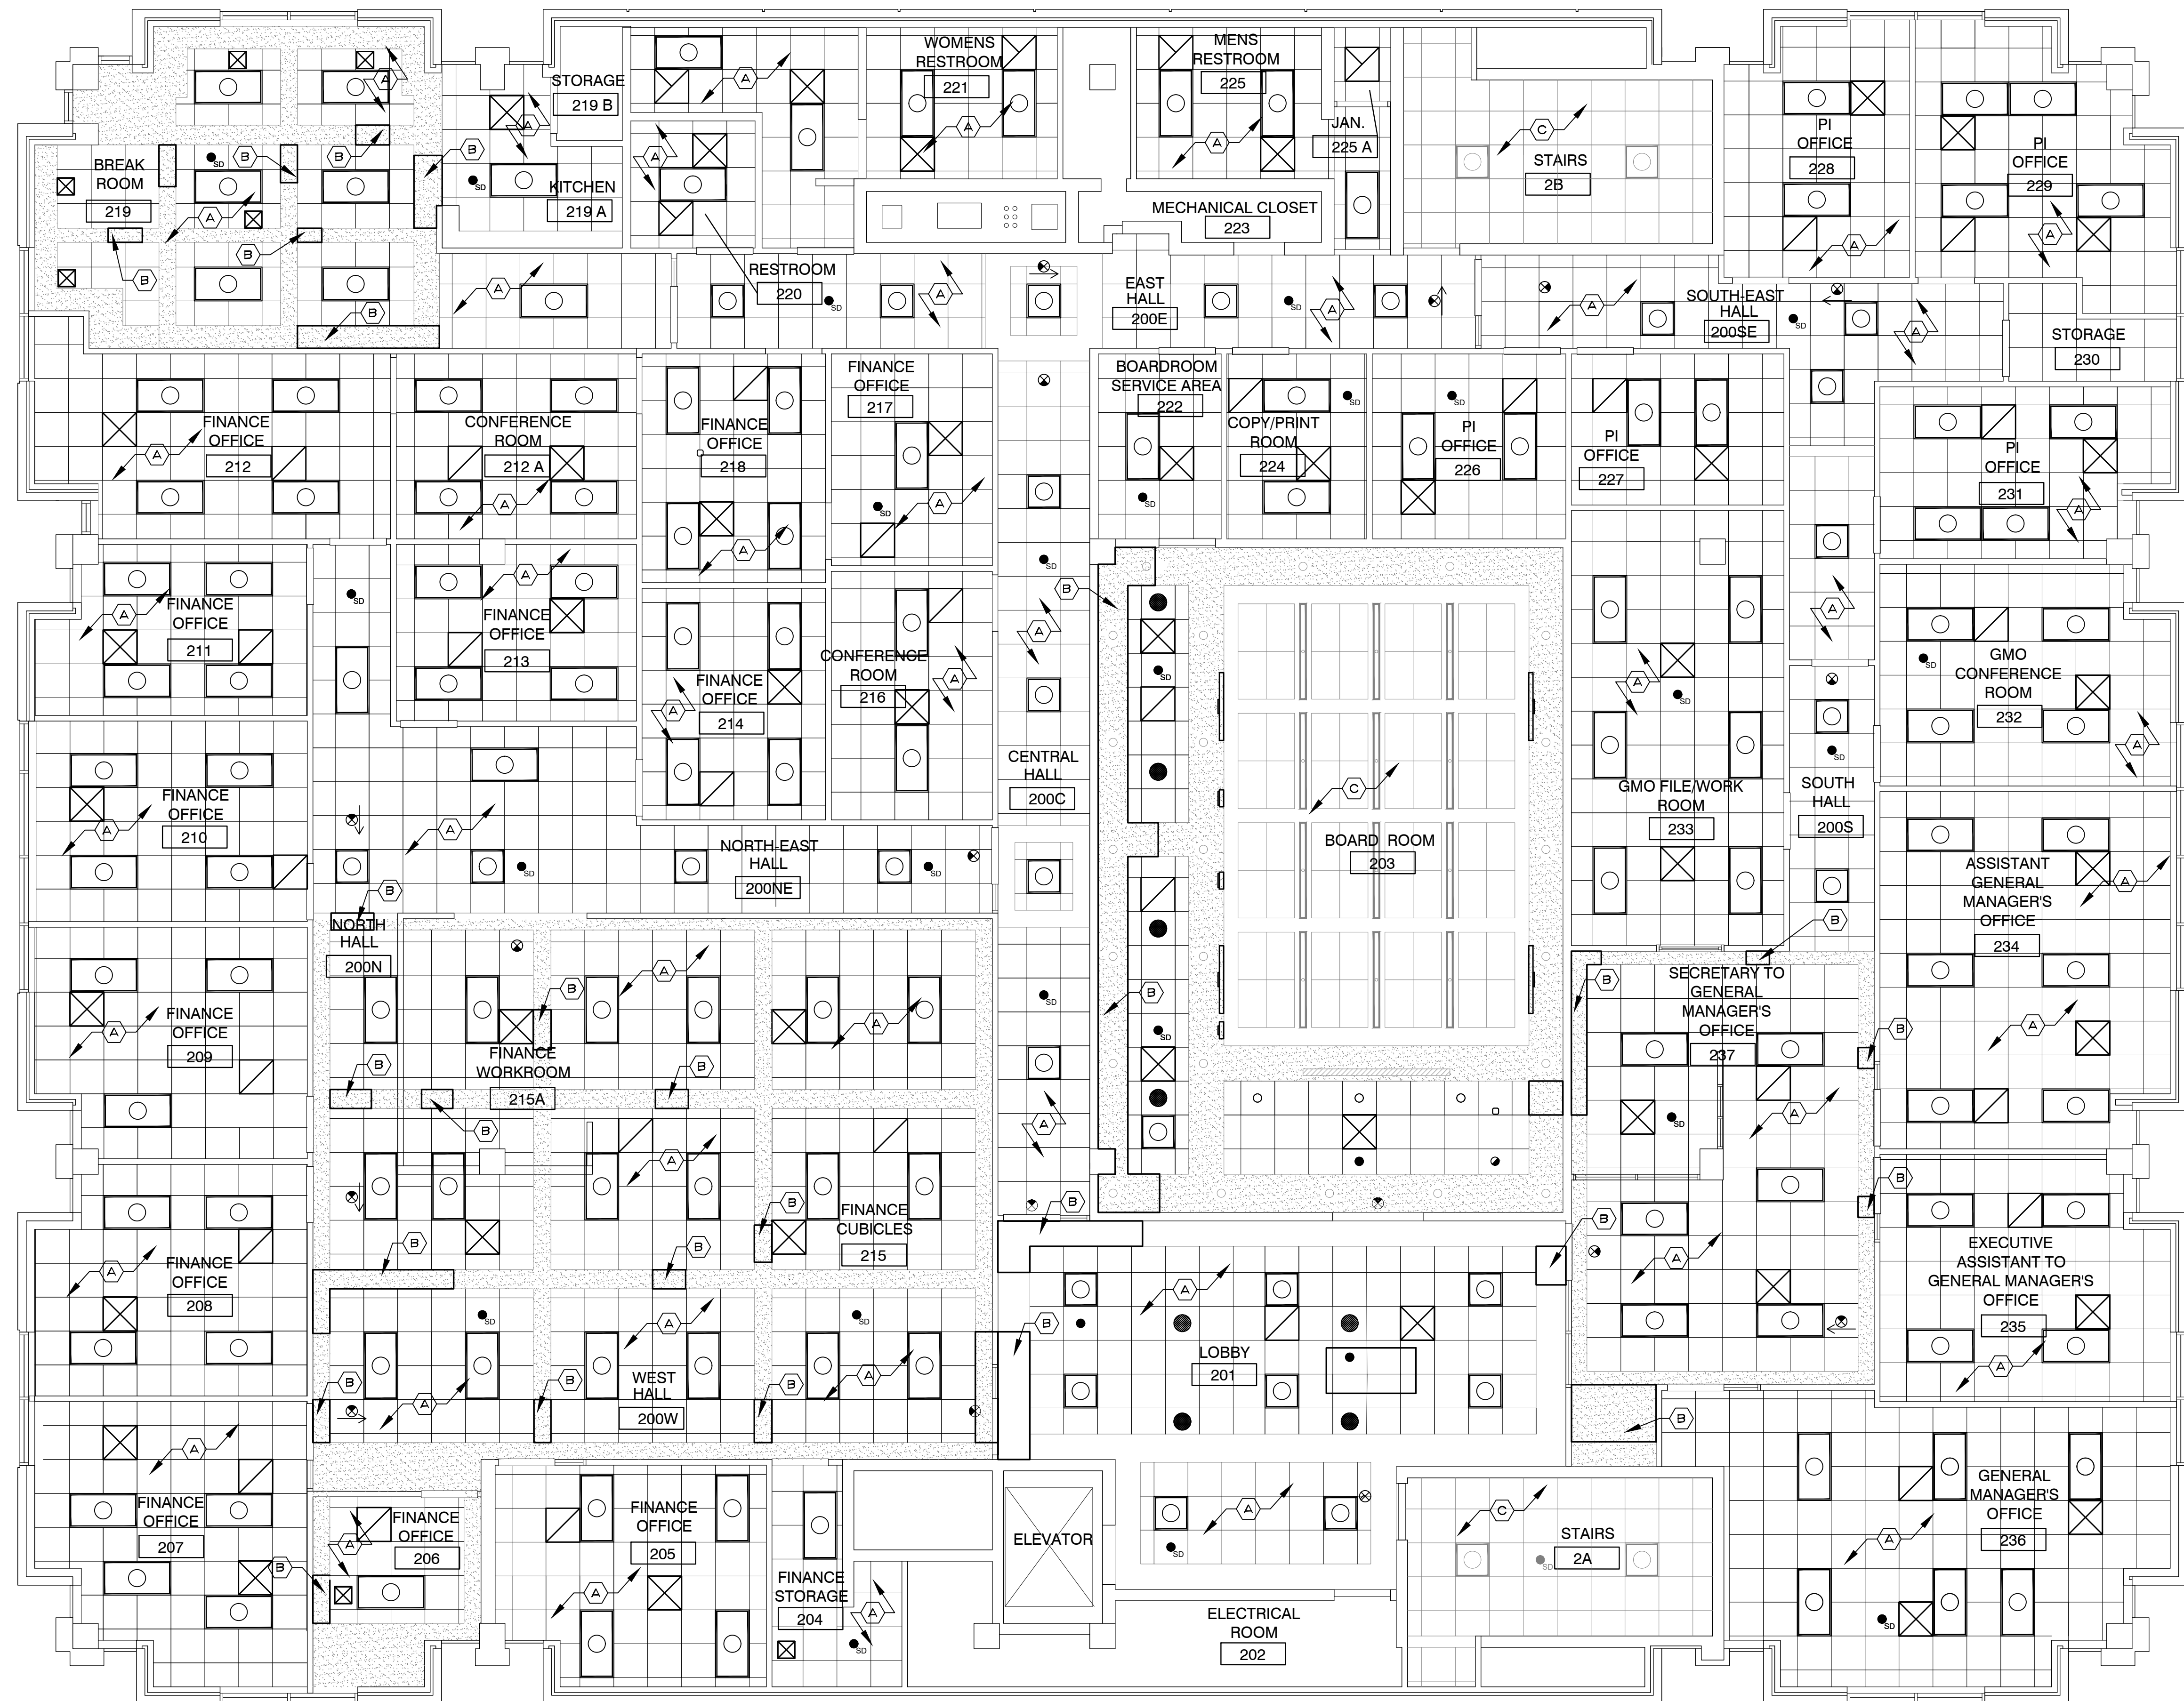 WOMENS
RESTROOM
221
MENS
RESTROOM
225
STORAGE
219 B
JAN.
225 A
PI
OFFICE
228
PI
OFFICE
229
BREAK
ROOM
219
KITCHEN
219 A
STAIRS
2B
MECHANICAL CLOSET
223
RESTROOM
220
EAST
HALL
200E
SOUTH-EAST
HALL
200SE
STORAGE
230
FINANCE
OFFICE
212
CONFERENCE
ROOM
212 A
FINANCE
OFFICE
218
FINANCE
OFFICE
217
BOARDROOM
SERVICE AREA
222
COPY/PRINT
ROOM
224
PI
OFFICE
226
PI
OFFICE
227
PI
OFFICE
231
FINANCE
OFFICE
211
FINANCE
OFFICE
213
FINANCE
OFFICE
214
CONFERENCE
ROOM
216
GMO
CONFERENCE
ROOM
232
FINANCE
OFFICE
210
CENTRAL
HALL
200C
BOARD ROOM
203
GMO FILE/WORK
ROOM
233
SOUTH
HALL
200S
NORTH-EAST
HALL
200NE
ASSISTANT
GENERAL
MANAGER'S
OFFICE
234
NORTH
HALL
200N
FINANCE
OFFICE
209
FINANCE
WORKROOM
215A
SECRETARY TO
GENERAL
MANAGER'S
OFFICE
237
FINANCE
OFFICE
208
FINANCE
CUBICLES
215
EXECUTIVE
ASSISTANT TO
GENERAL MANAGER'S
OFFICE
235
WEST
HALL
200W
LOBBY
201
FINANCE
OFFICE
207
FINANCE
OFFICE
206
FINANCE
OFFICE
205
FINANCE
STORAGE
204
ELEVATOR
STAIRS
2A
GENERAL
MANAGER'S
OFFICE
236
ELECTRICAL
ROOM
202